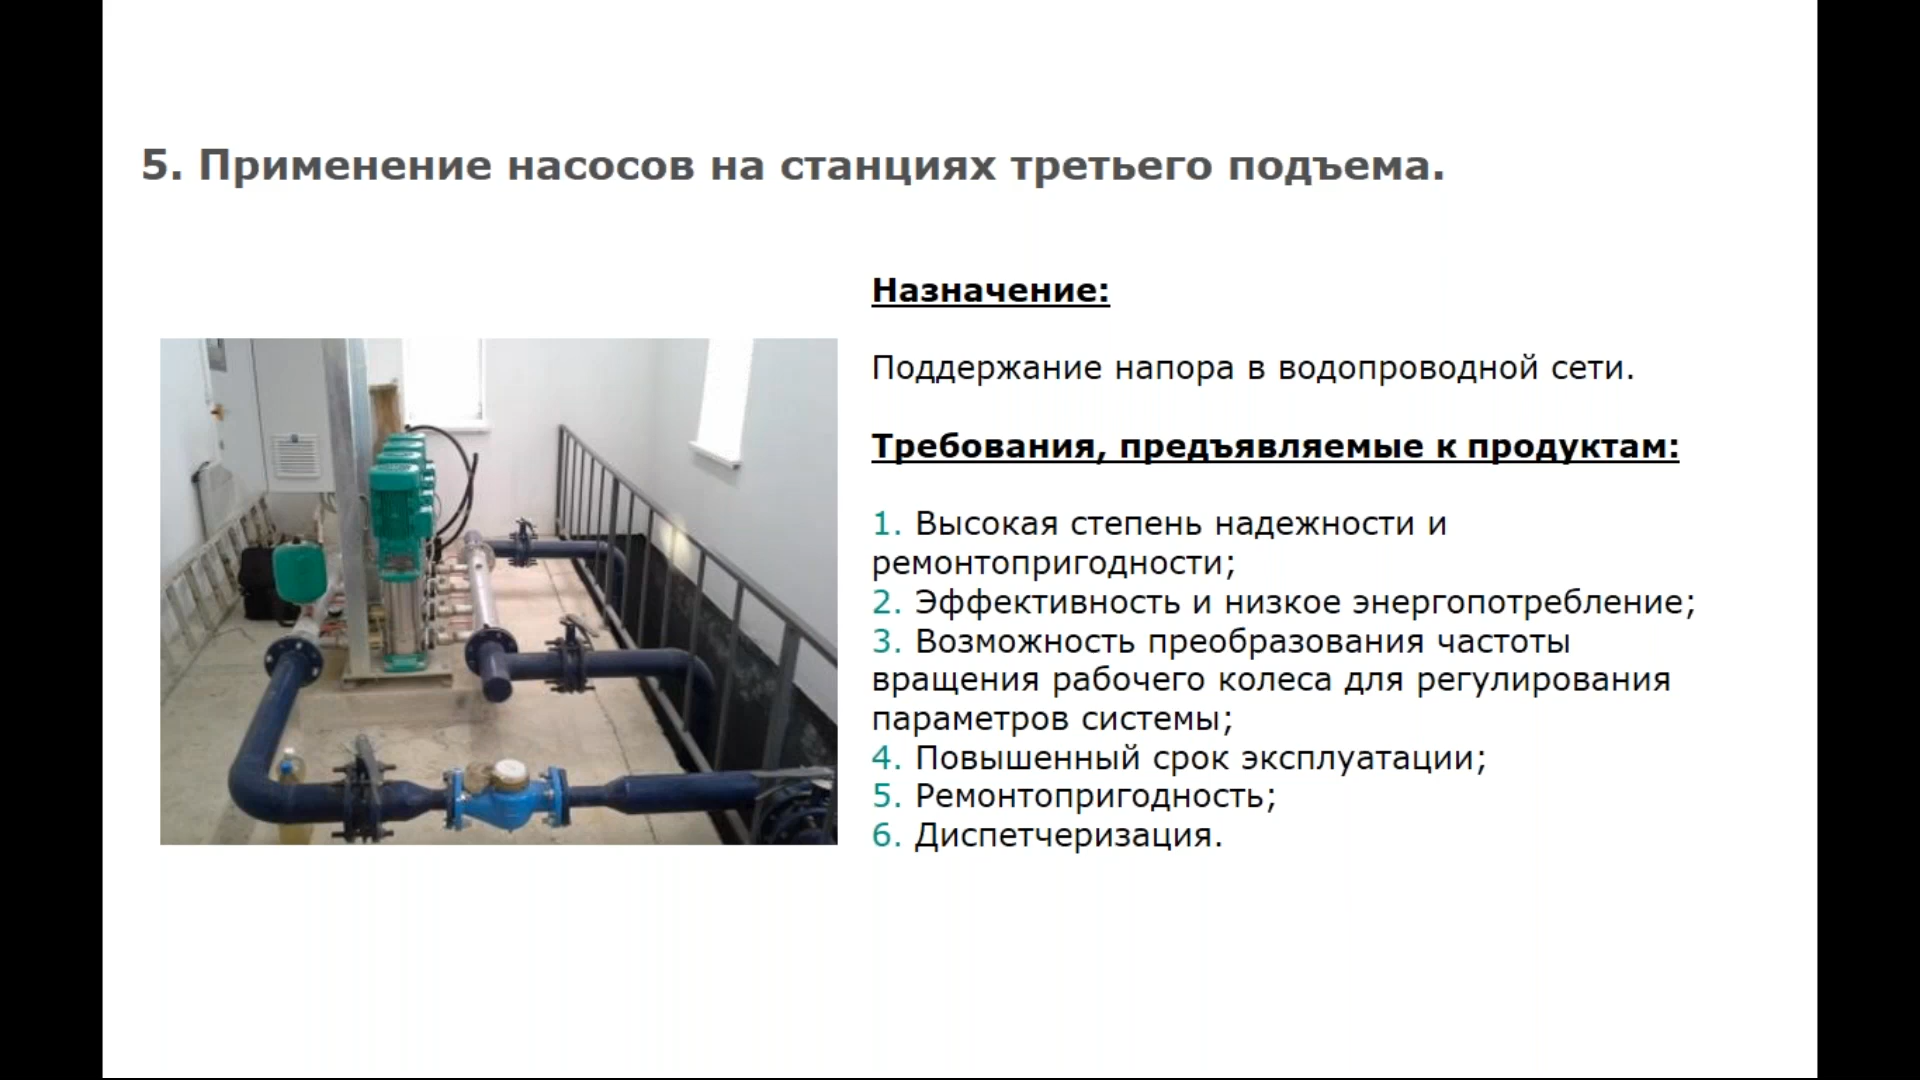 5. Применение насосов на станциях третьего подъема.
Назначение:
Поддержание напора в водопроводной сети.
Требования, предъявляемые к продуктам:
1. Высокая степень надежности и
ремонтопригодности;
2. Эффективность и низкое энергопотребление;
3. Возможность преобразования частоты
вращения рабочего колеса для регулирования
параметров системы;
4. Повышенный срок эксплуатации;
5. Ремонтопригодность;
6. Диспетчеризация.